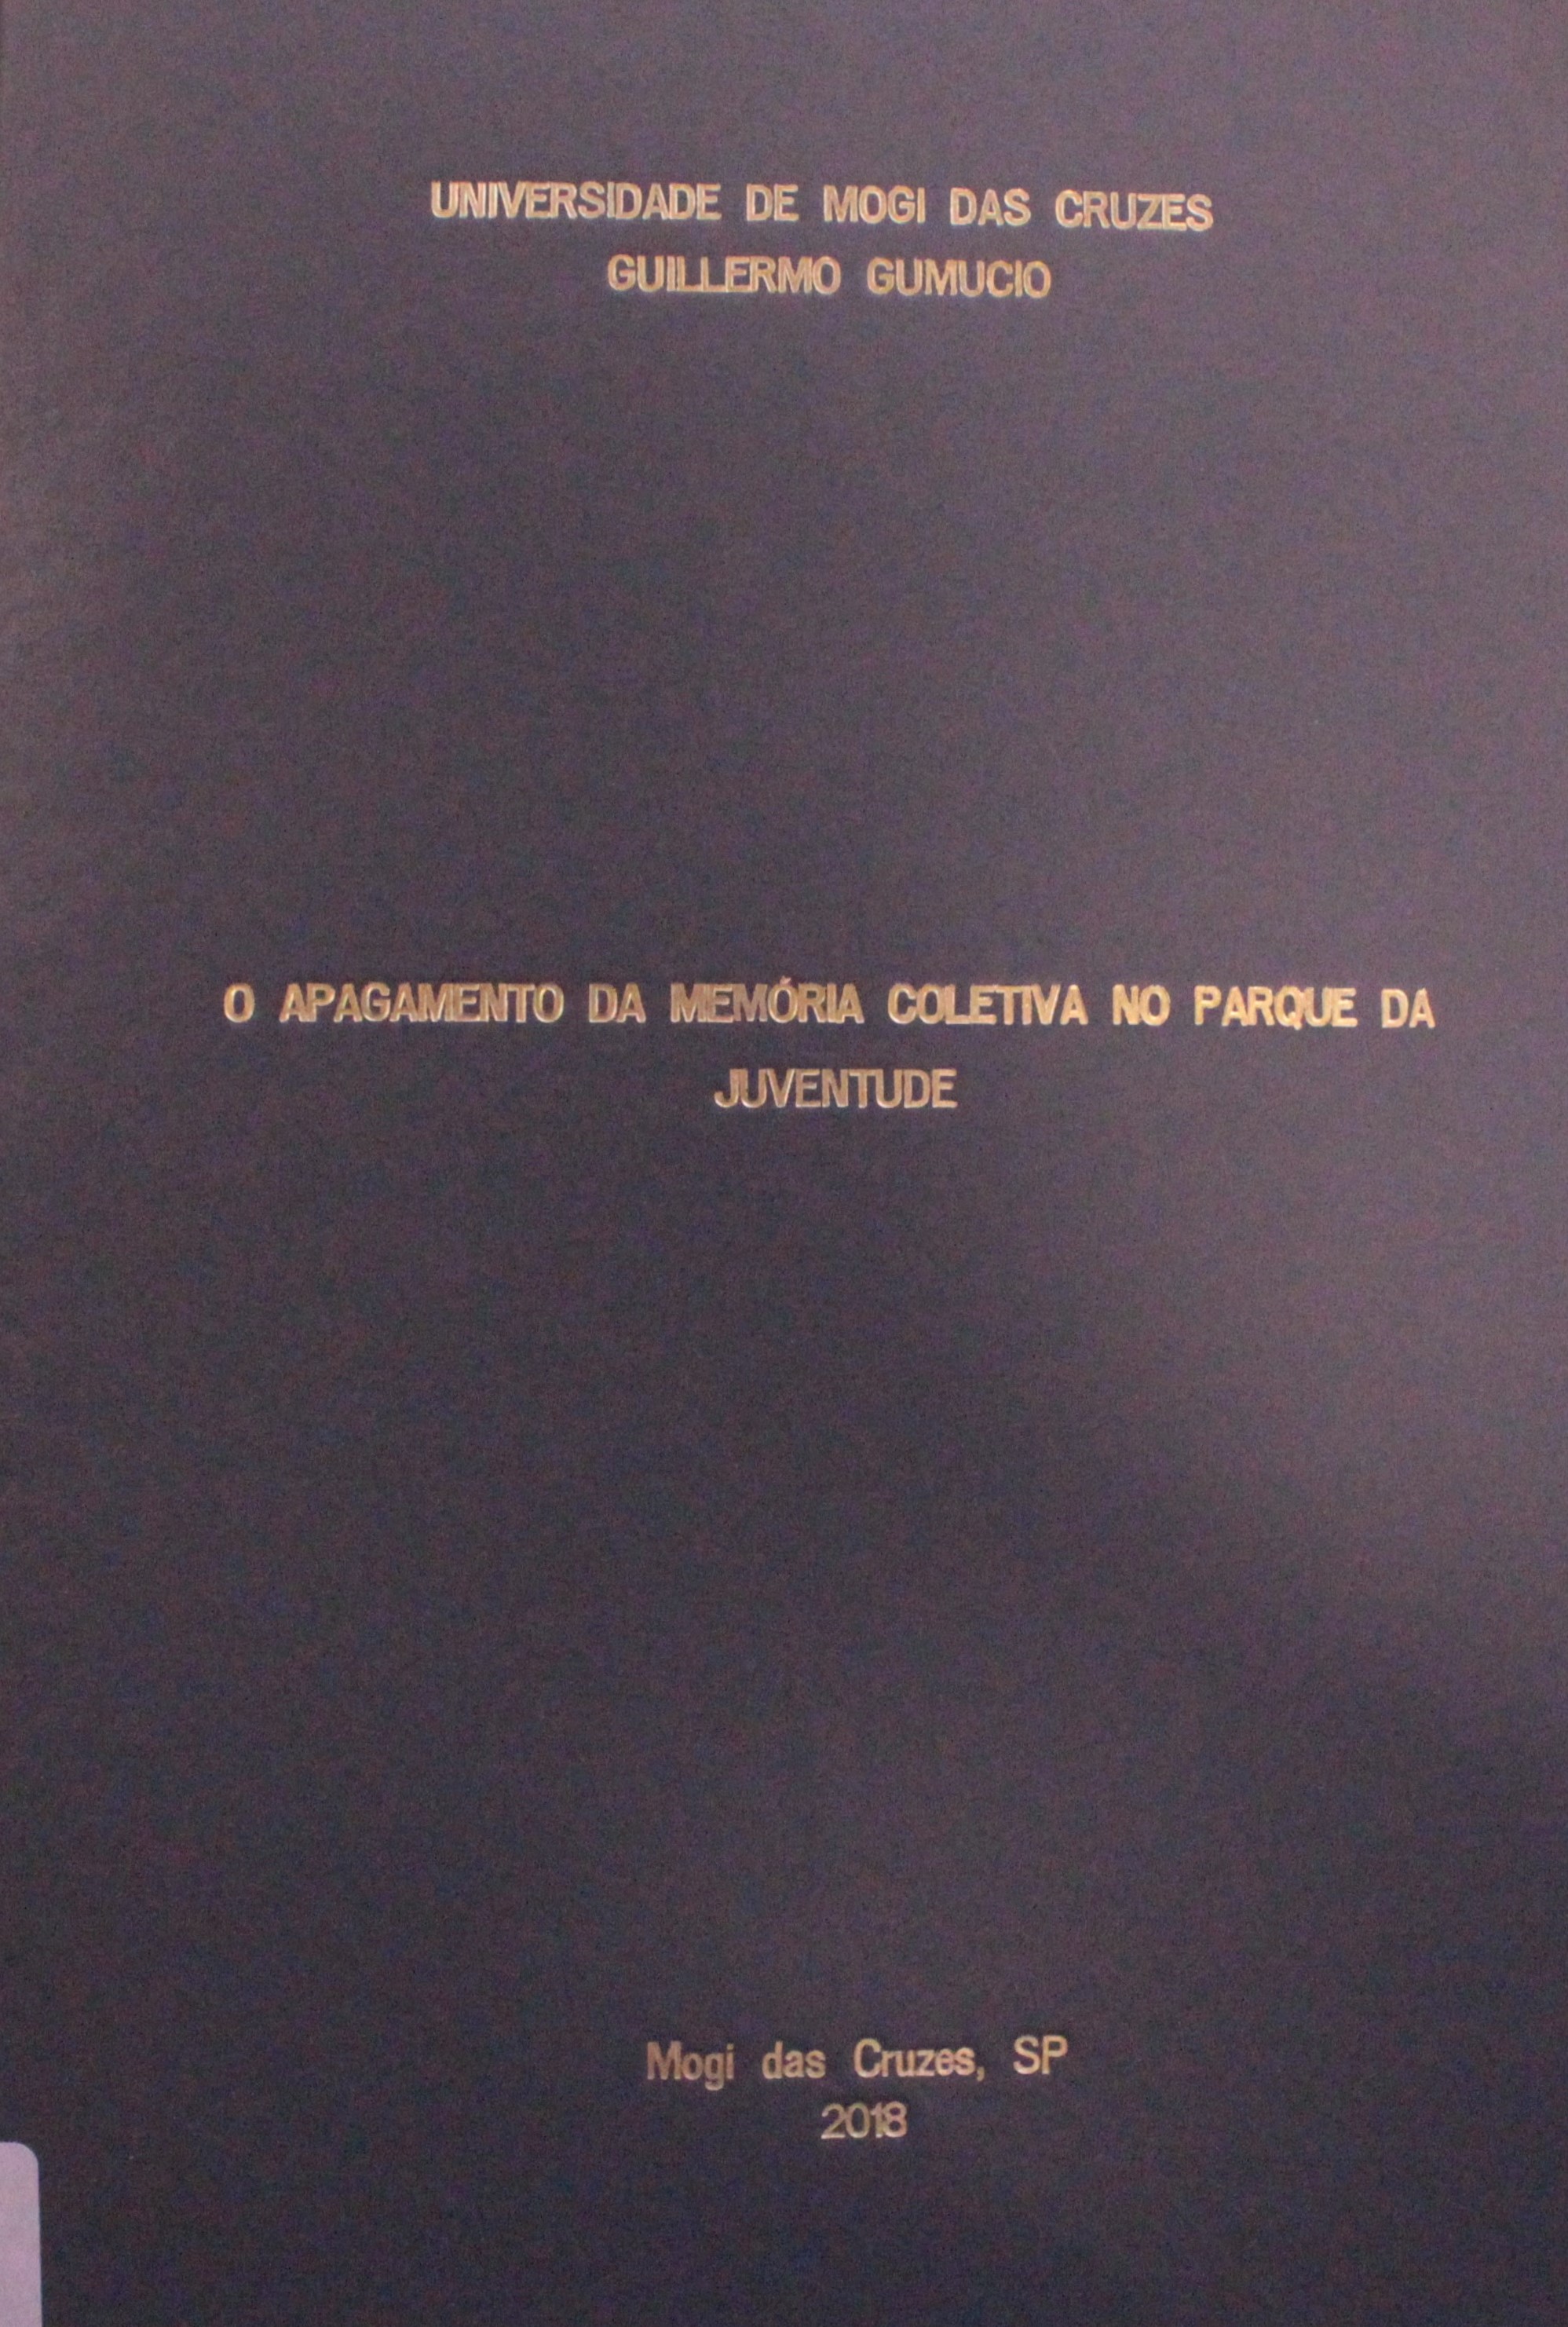 UNIVERSIDADE DE MOGI DAS CRUZES
GUILLERMO GUMUCIO
O APAGAMENTO DA MEMÓRIA COLETIVA NO PARQUE DA
JUVENTUDE
Mogi das Cruzes, SP
2018